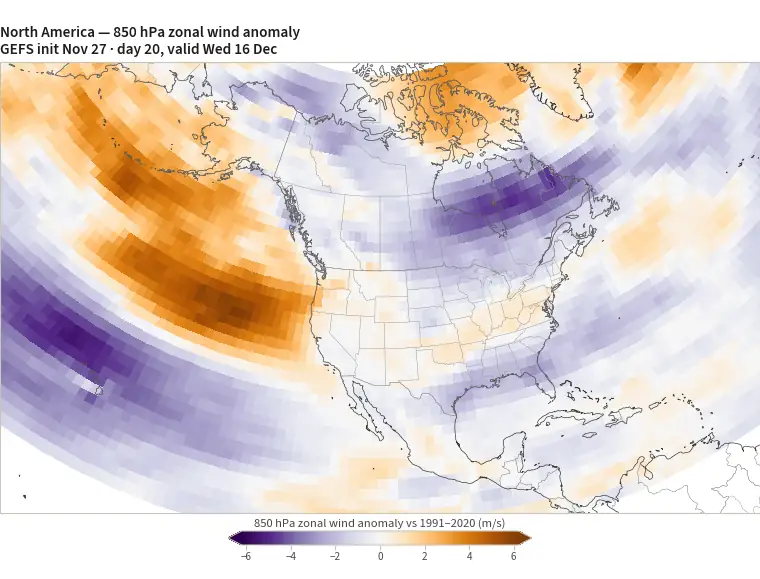 North America — 850 hPa zonal wind anomaly
GEFS init Nov 27 · day 20, valid Wed 16 Dec
850 hPa zonal wind anomaly vs 1991–2020 (m/s)
−6 −4 −2 0 2 4 6